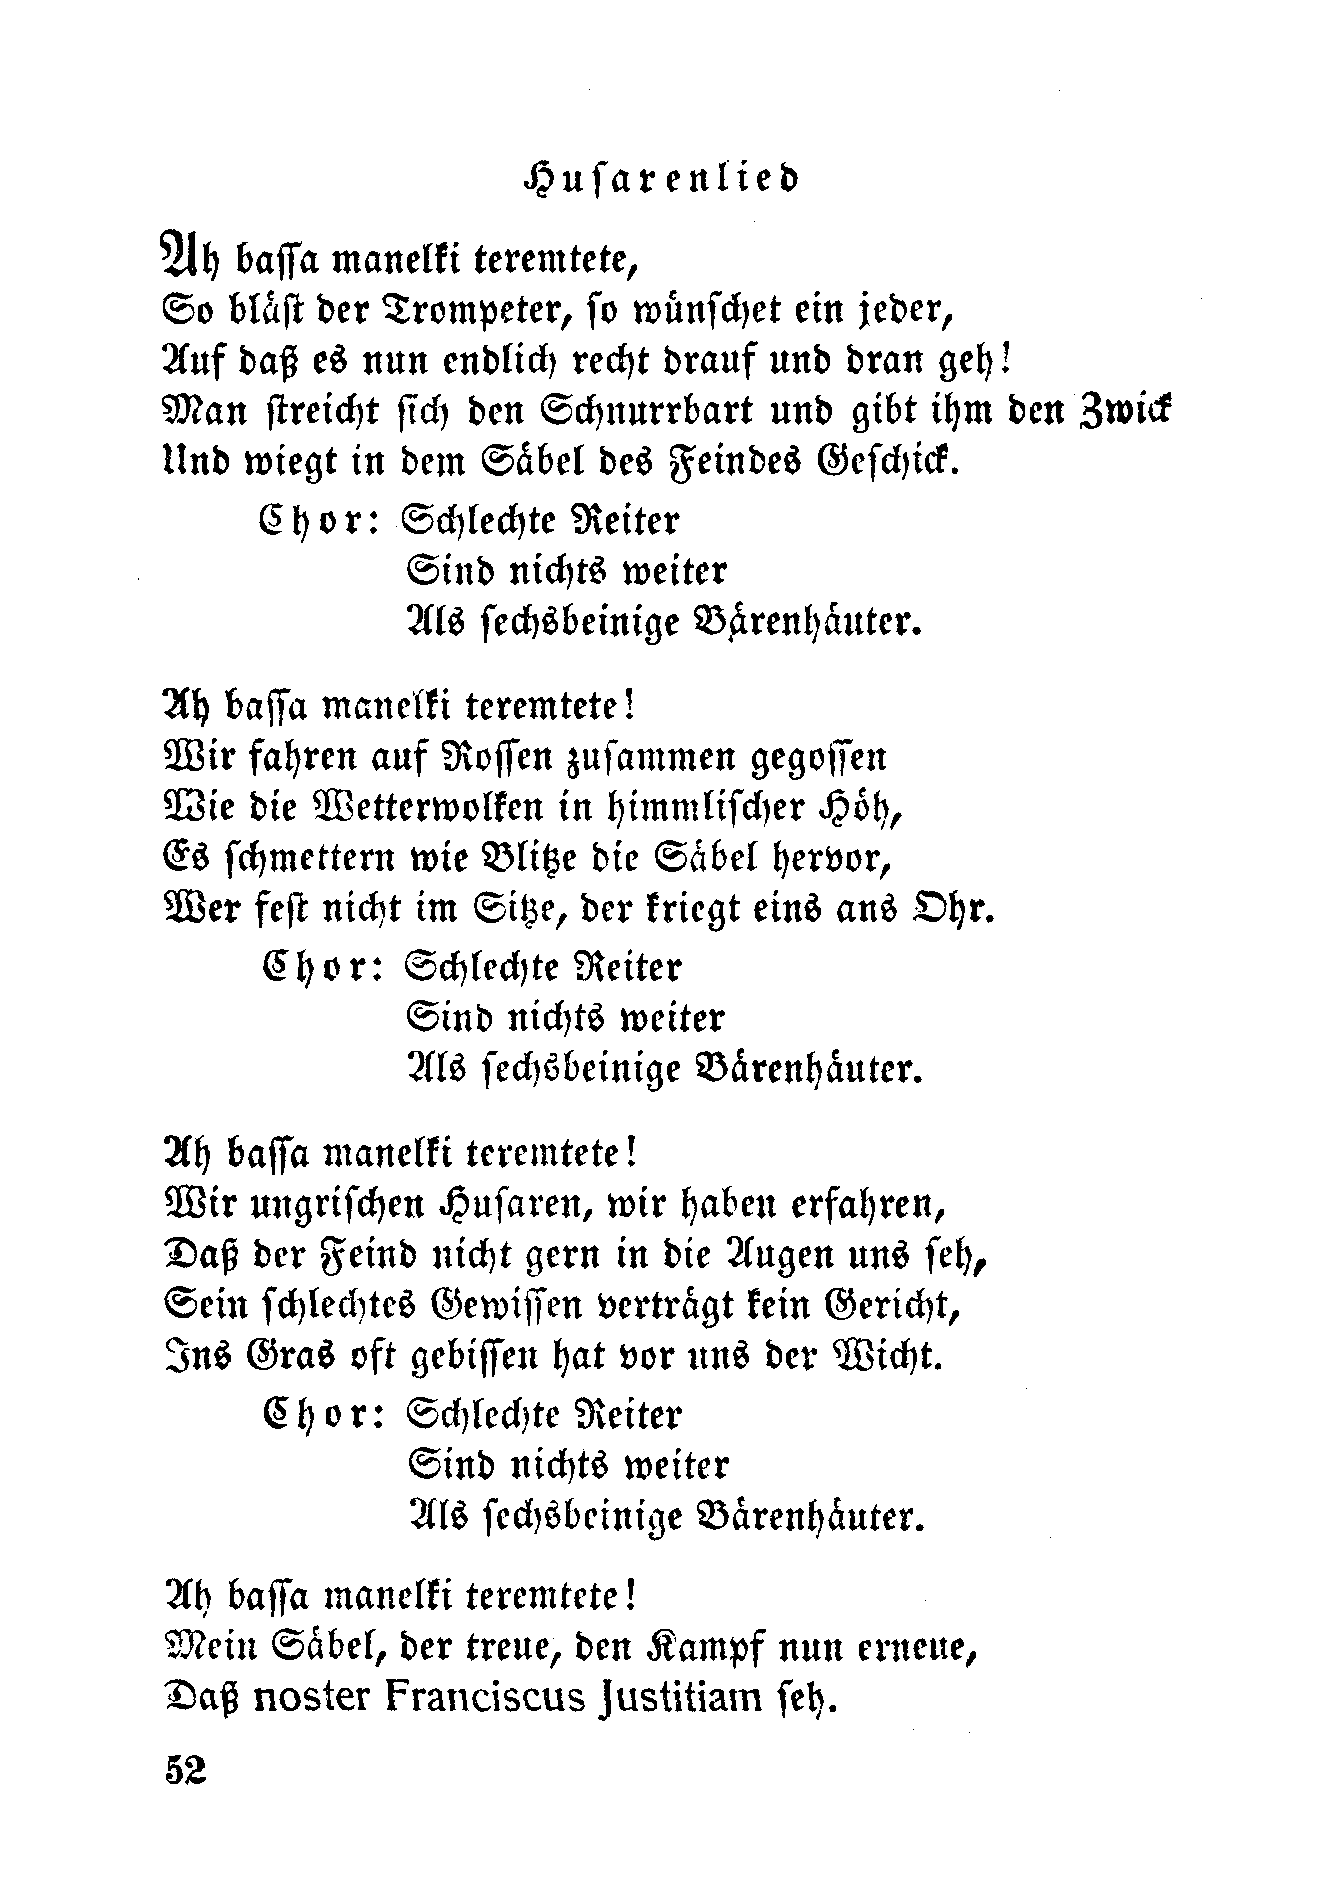 Huſarenlied
Ah baſſa manelki teremtete,
So bläſt der Trompeter, ſo wünſchet ein jeder,
Auf daß es nun endlich recht drauf und dran geh!
Man ſtreicht ſich den Schnurrbart und gibt ihm den Zwick
Und wiegt in dem Säbel des Feindes Geſchick.
Chor: Schlechte Reiter
Sind nichts weiter
Als ſechsbeinige Bärenhäuter.
Ah baſſa manelki teremtete!
Wir fahren auf Roſſen zuſammen gegoſſen
Wie die Wetterwolken in himmliſcher Höh,
Es ſchmettern wie Blitze die Säbel hervor,
Wer feſt nicht im Sitze, der kriegt eins ans Ohr.
Chor: Schlechte Reiter
Sind nichts weiter
Als ſechsbeinige Bärenhäuter.
Ah baſſa manelki teremtete!
Wir ungriſchen Huſaren, wir haben erfahren,
Daß der Feind nicht gern in die Augen uns ſeh,
Sein ſchlechtes Gewiſſen verträgt kein Gericht,
Ins Gras oft gebiſſen hat vor uns der Wicht.
Chor: Schlechte Reiter
Sind nichts weiter
Als ſechsbeinige Bärenhäuter.
Ah baſſa manelki teremtete!
Mein Säbel, der treue, den Kampf nun erneue,
Daß noster Franciscus Justitiam ſeh.
52